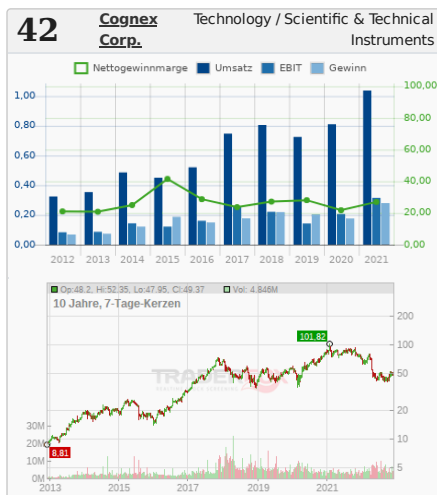 42 Cognex Corp. Technology / Scientific & Technical Instruments
Nettogewinnmarge Umsatz EBIT Gewinn
1,00 100,00
0,80 80,00
0,60 60,00
0,40 40,00
0,20 20,00
0,00 0,00
2012 2013 2014 2015 2016 2017 2018 2019 2020 2021
Op:48.2, Hi:52.35, Lo:47.95, Cl:49.37 Vol: 4.846M
10 Jahre, 7-Tage-Kerzen
200
101,82
100
50
20
30M
20M 10
8,81
10M 5
0M
2013 2015 2017 2019 2021